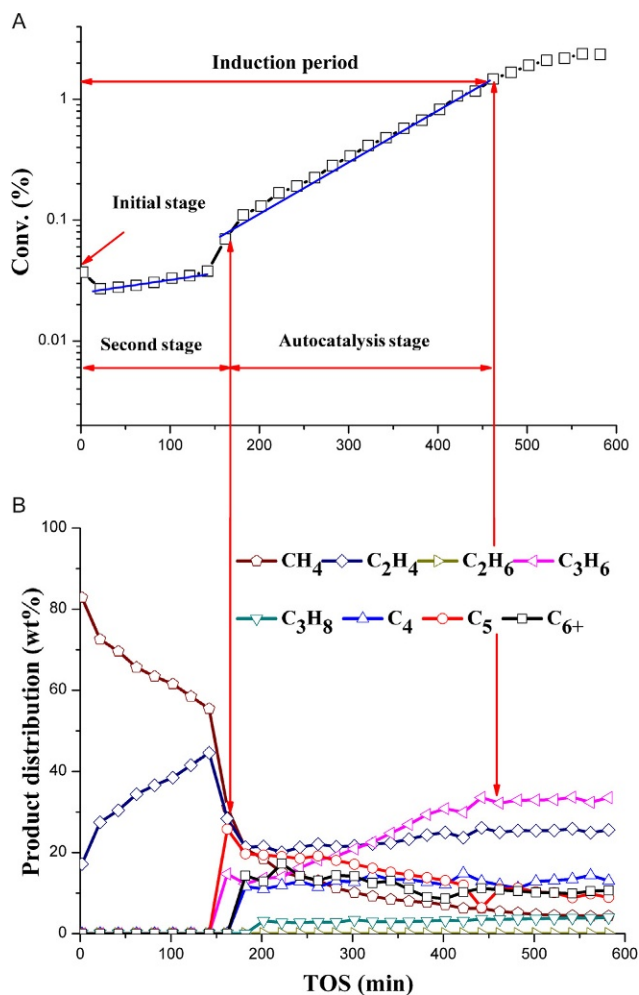 A
Induction period
1
Initial stage
0.1
Conv. (%)
0.01
Second stage
Autocatalysis stage
0 100 200 300 400 500 600
B
100
CH4 C2H4 C2H6 C3H6
80
C3H8 C4 C5 C6+
60
Product distribution (wt%)
40
20
0
0 100 200 300 400 500 600
TOS (min)